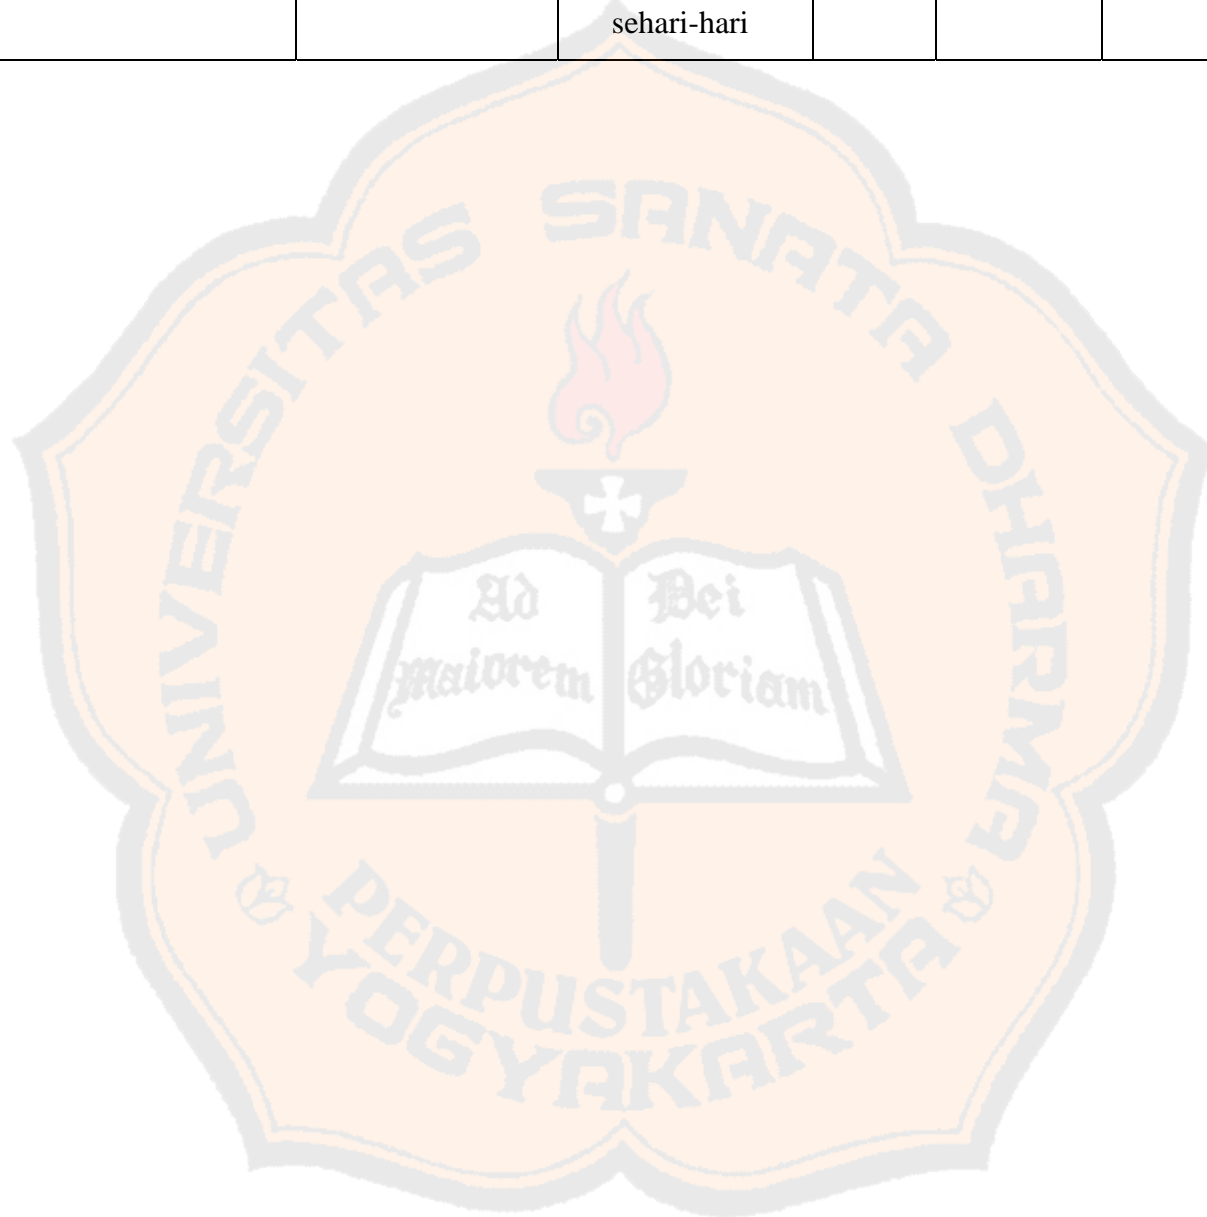 sehari-hari
UNIVERSITAS SANATA DHARMA
Ad Dei
maiorem Gloriam
PERPUSTAKAAN
YOGYAKARTA